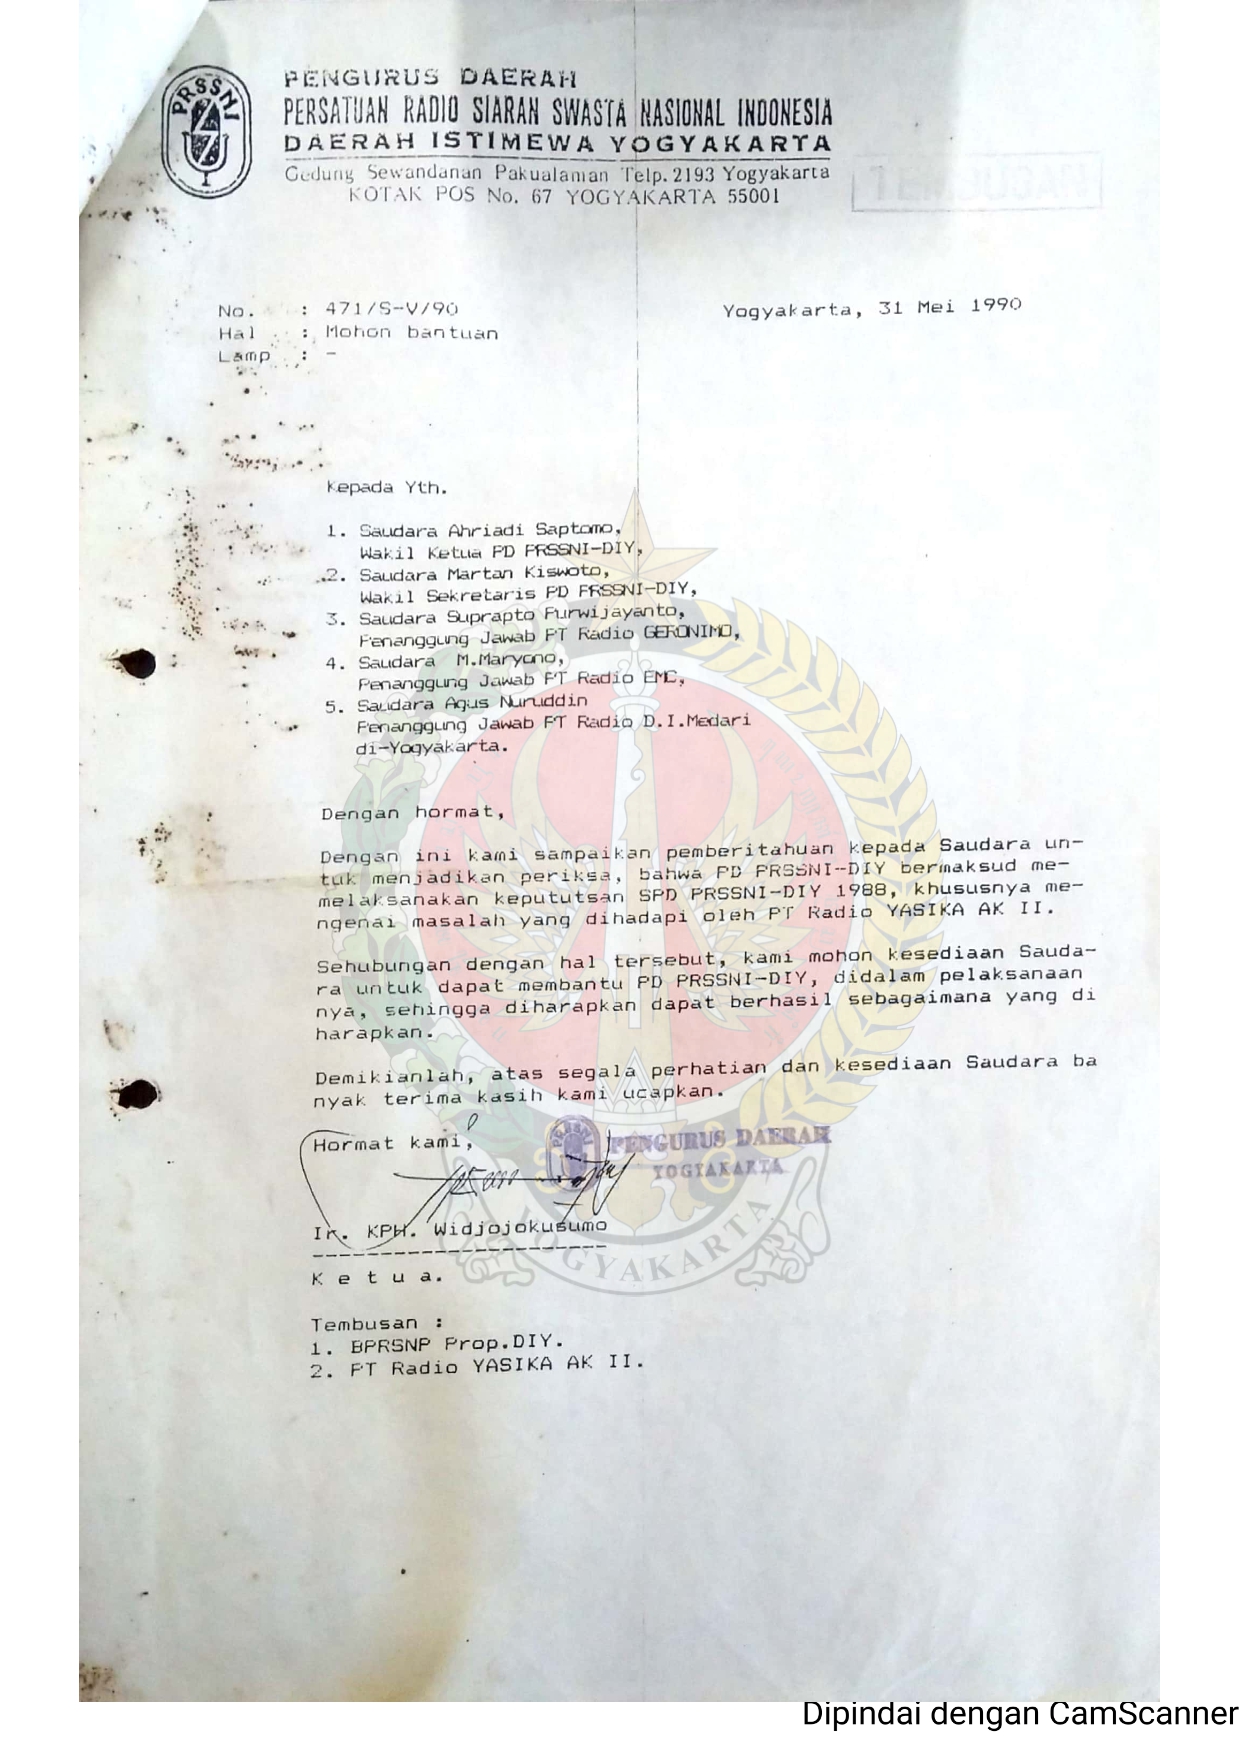 PRSSNI
PENGURUS DAERAH
PERSATUAN RADIO SIARAN SWASTA NASIONAL INDONESIA
DAERAH ISTIMEWA YOGYAKARTA
Gedung Sewandanan Pakualaman Telp. 2193 Yogyakarta
KOTAK POS No. 67 YOGYAKARTA 55001
No. : 471/S-V/90 Yogyakarta, 31 Mei 1990
Hal : Mohon bantuan
Lamp : -
Kepada Yth.
1. Saudara Ahriadi Saptomo,
Wakil Ketua PD PRSSNI-DIY,
2. Saudara Martan Kiswoto,
Wakil Sekretaris PD PRSSNI-DIY,
3. Saudara Suprapto Purwijayanto,
Penanggung Jawab PT Radio GERONIMO,
4. Saudara M.Maryono,
Penanggung Jawab PT Radio EMC,
5. Saudara Agus Nuruddin
Penanggung Jawab PT Radio D.I.Medari
di-Yogyakarta.
Dengan hormat,
Dengan ini kami sampaikan pemberitahuan kepada Saudara un-
tuk menjadikan periksa, bahwa PD PRSSNI-DIY bermaksud me-
melaksanakan keputusan SPD PRSSNI-DIY 1988, khususnya me-
ngenai masalah yang dihadapi oleh PT Radio YASIKA AK II.
Sehubungan dengan hal tersebut, kami mohon kesediaan Sauda-
ra untuk dapat membantu PD PRSSNI-DIY, didalam pelaksanaan
nya, sehingga diharapkan dapat berhasil sebagaimana yang di
harapkan.
Demikianlah, atas segala perhatian dan kesediaan Saudara ba
nyak terima kasih kami ucapkan.
Hormat kami,
PRSSNI PENGURUS DAERAH
YOGYAKARTA
Ir. KPH. Widjojokusumo
K e t u a.
YOGYAKARTA
Tembusan :
1. BPRSNP Prop.DIY.
2. PT Radio YASIKA AK II.
Dipindai dengan CamScanner